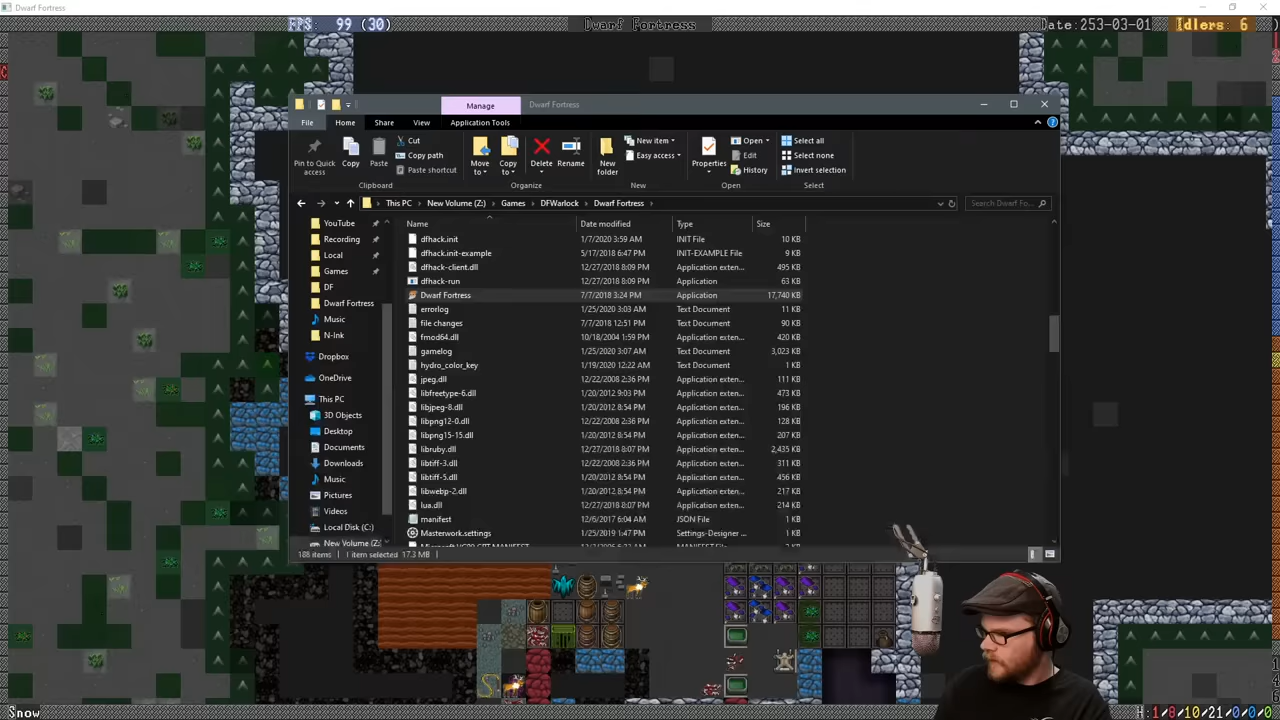 Dwarf Fortress
FPS: 99 (30) Dwarf Fortress Date:253-03-01 Idlers: 6
Manage Dwarf Fortress
File Home Share View Application Tools
Pin to Quick access
Copy
Paste
Cut
Copy path
Paste shortcut
Move to
Copy to
Delete
Rename
New folder
New item
Easy access
Properties
Open
Edit
History
Select all
Select none
Invert selection
Clipboard Organize New Open Select
This PC > New Volume (Z:) > Games > DFWarlock > Dwarf Fortress > Search Dwarf Fo...
YouTube
Recording
Local
Games
DF
Dwarf Fortress
Music
N-Ink
Dropbox
OneDrive
This PC
3D Objects
Desktop
Documents
Downloads
Music
Pictures
Videos
Local Disk (C:)
New Volume (Z:)
Name Date modified Type Size
dfhack.init 1/7/2020 3:59 AM INIT File 10 KB
dfhack.init-example 5/17/2018 6:47 PM INIT-EXAMPLE File 9 KB
dfhack-client.dll 12/27/2018 8:09 PM Application exten... 495 KB
dfhack-run 12/27/2018 8:09 PM Application 63 KB
Dwarf Fortress 7/7/2018 3:24 PM Application 17,740 KB
errorlog 1/25/2020 3:03 AM Text Document 11 KB
file changes 7/7/2018 12:51 PM Text Document 90 KB
fmod64.dll 10/18/2004 1:59 PM Application exten... 420 KB
gamelog 1/25/2020 3:07 AM Text Document 3,023 KB
hydro_color_key 1/19/2020 12:22 AM Text Document 1 KB
jpeg.dll 12/22/2008 2:36 PM Application exten... 111 KB
libfreetype-6.dll 1/20/2012 9:03 PM Application exten... 473 KB
libjpeg-8.dll 1/20/2012 8:54 PM Application exten... 196 KB
libpng12-0.dll 12/22/2008 2:36 PM Application exten... 128 KB
libpng15-15.dll 1/20/2012 8:54 PM Application exten... 207 KB
libruby.dll 12/27/2018 8:07 PM Application exten... 2,435 KB
libtiff-3.dll 12/22/2008 2:36 PM Application exten... 311 KB
libtiff-5.dll 1/20/2012 8:54 PM Application exten... 456 KB
libwebp-2.dll 1/20/2012 8:54 PM Application exten... 217 KB
lua.dll 12/27/2018 8:07 PM Application exten... 214 KB
manifest 12/6/2017 6:04 AM JSON File 1 KB
Masterwork.settings 1/25/2019 1:47 PM Settings-Designer ... 1 KB
188 items 1 item selected 17.3 MB
Snow H:1/8/10/21/0/0/0